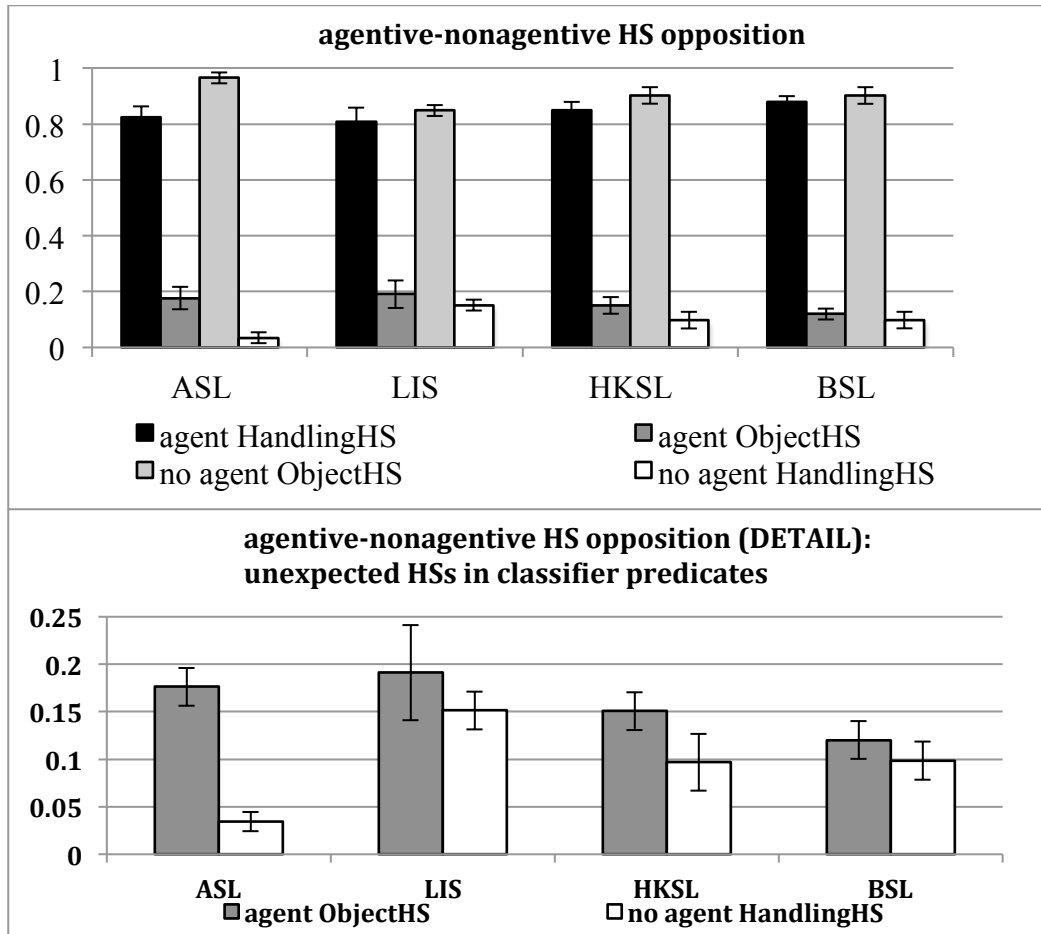 agentive-nonagentive HS opposition
1
0.8
0.6
0.4
0.2
0
ASL LIS HKSL BSL
agent HandlingHS agent ObjectHS
no agent ObjectHS no agent HandlingHS
agentive-nonagentive HS opposition (DETAIL):
unexpected HSs in classifier predicates
0.25
0.2
0.15
0.1
0.05
0
ASL LIS HKSL BSL
agent ObjectHS no agent HandlingHS